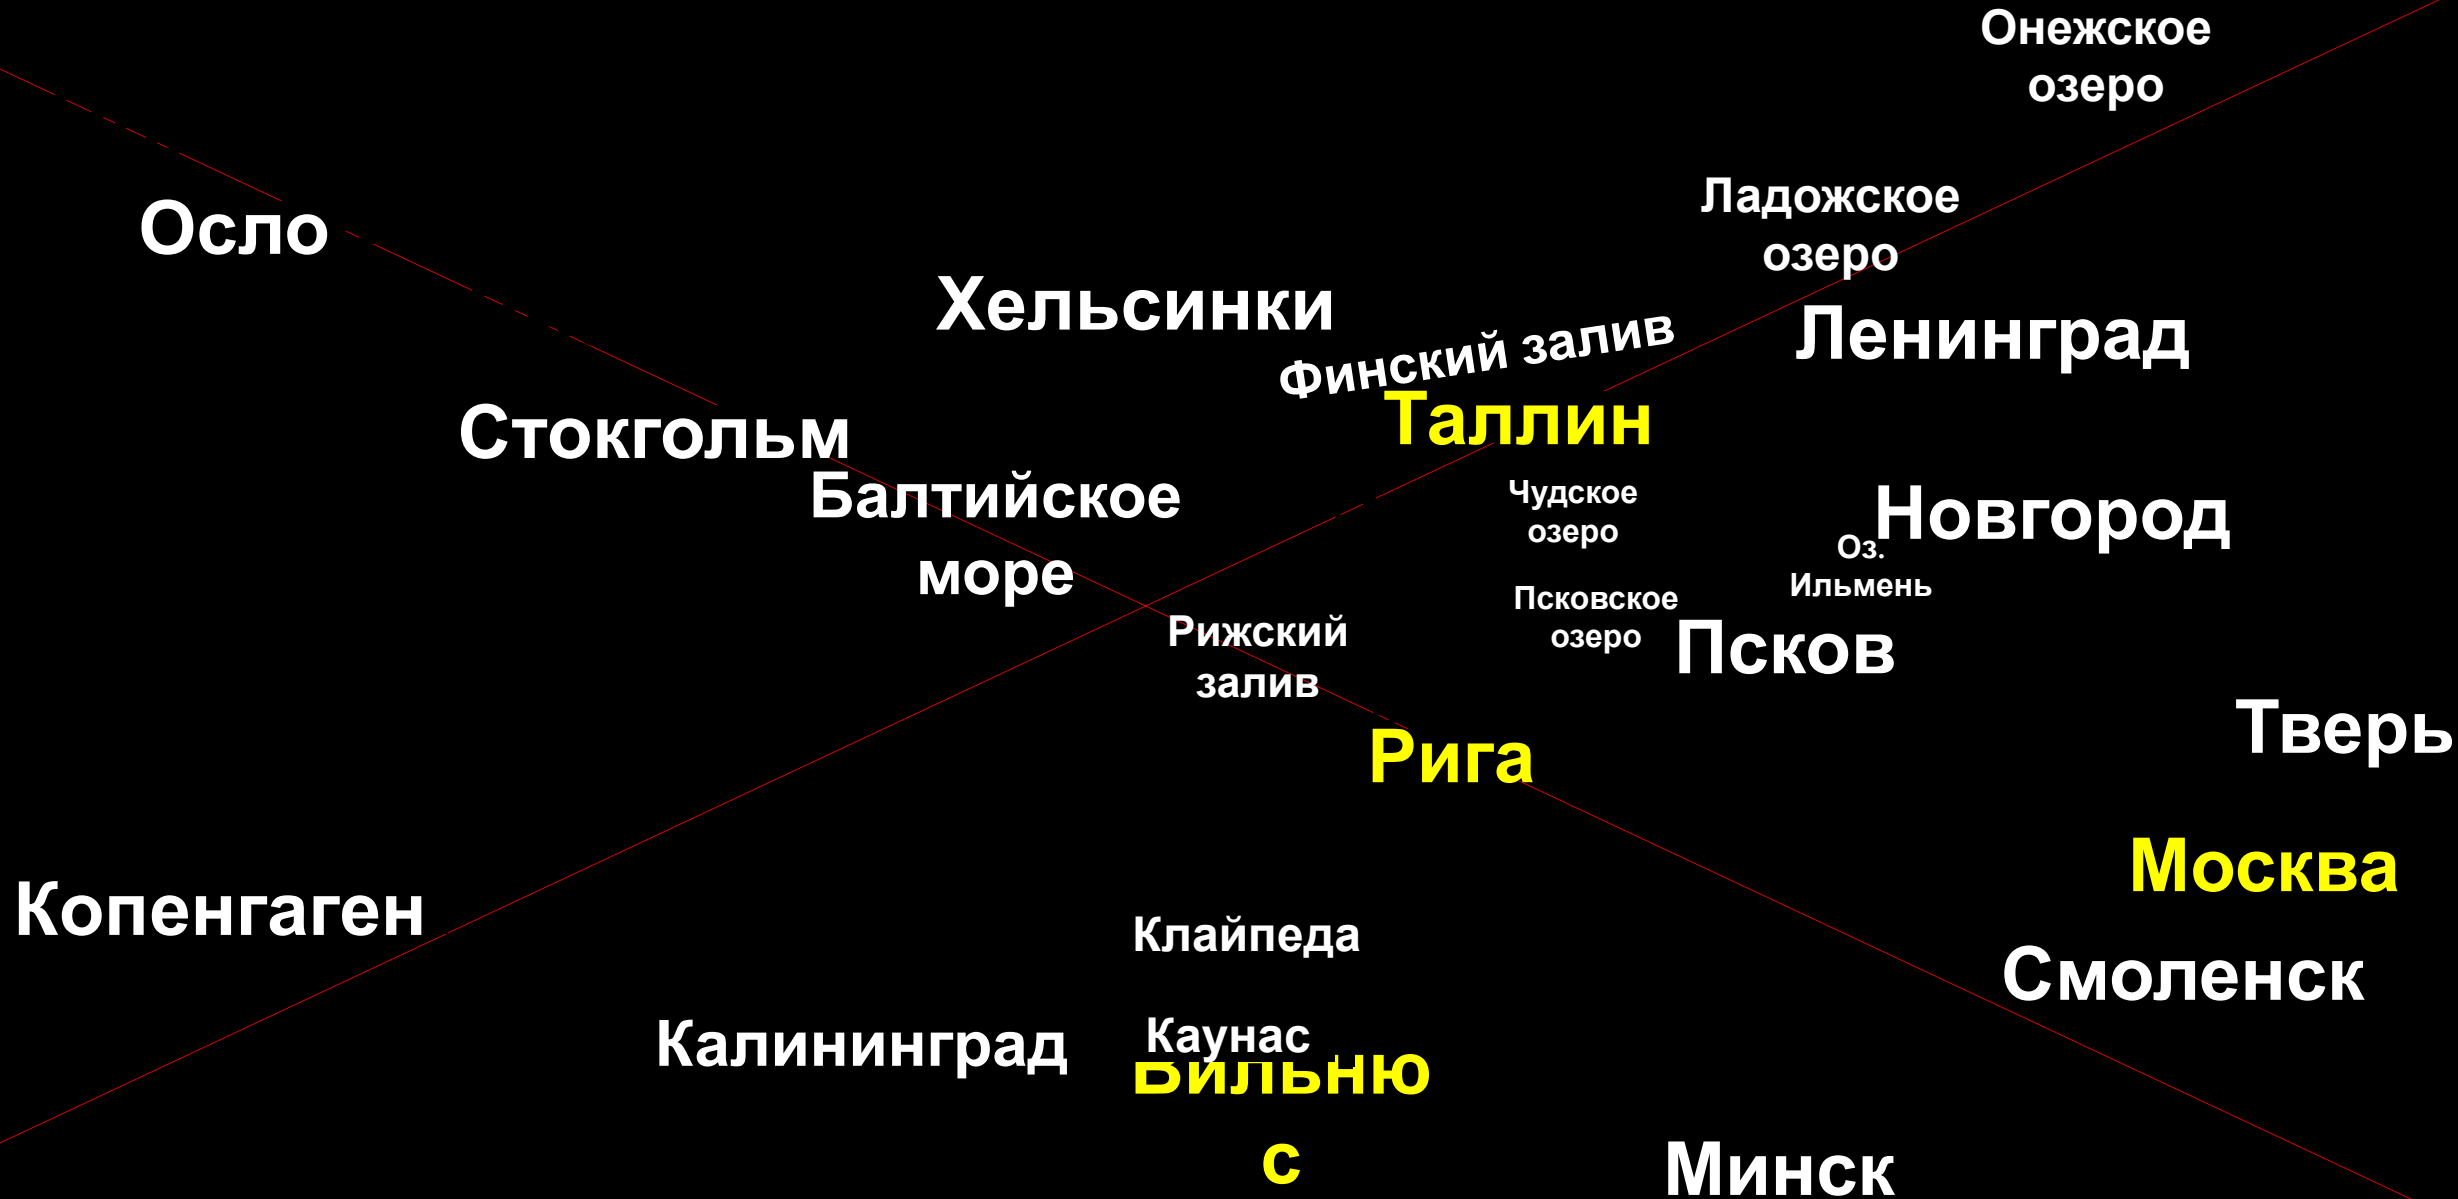 Онежское
озеро
Ладожское
озеро
Осло
Хельсинки
Финский залив
Ленинград
Таллин
Стокгольм
Балтийское
море
Чудское
озеро
Новгород
Оз.
Ильмень
Псковское
озеро
Псков
Рижский
залив
Рига
Тверь
Москва
Копенгаген
Клайпеда
Смоленск
Калининград
Каунас
Вильню
с
Минск